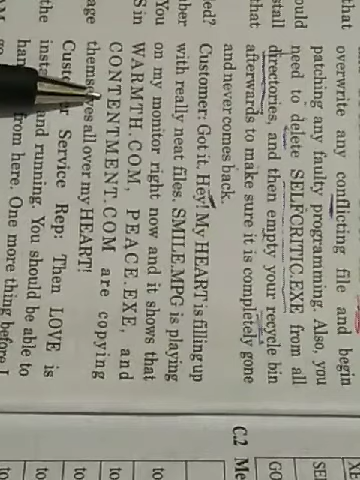 that overwrite any conflicting file and begin
patching any faulty programming. Also, you
need to delete SELFCRITIC.EXE from all
directories, and then empty your recycle bin
afterwards to make sure it is completely gone
and never comes back.
Customer: Got it. Hey! My HEART is filling up
with really neat files. SMILE.MPG is playing
on my monitor right now and it shows that
WARMTH.COM, PEACE.EXE, and
CONTENTMENT.COM are copying
themselves all over my HEART!
Service Rep: Then LOVE is
and running. You should be able to
from here. One more thing before I
C.2 Me